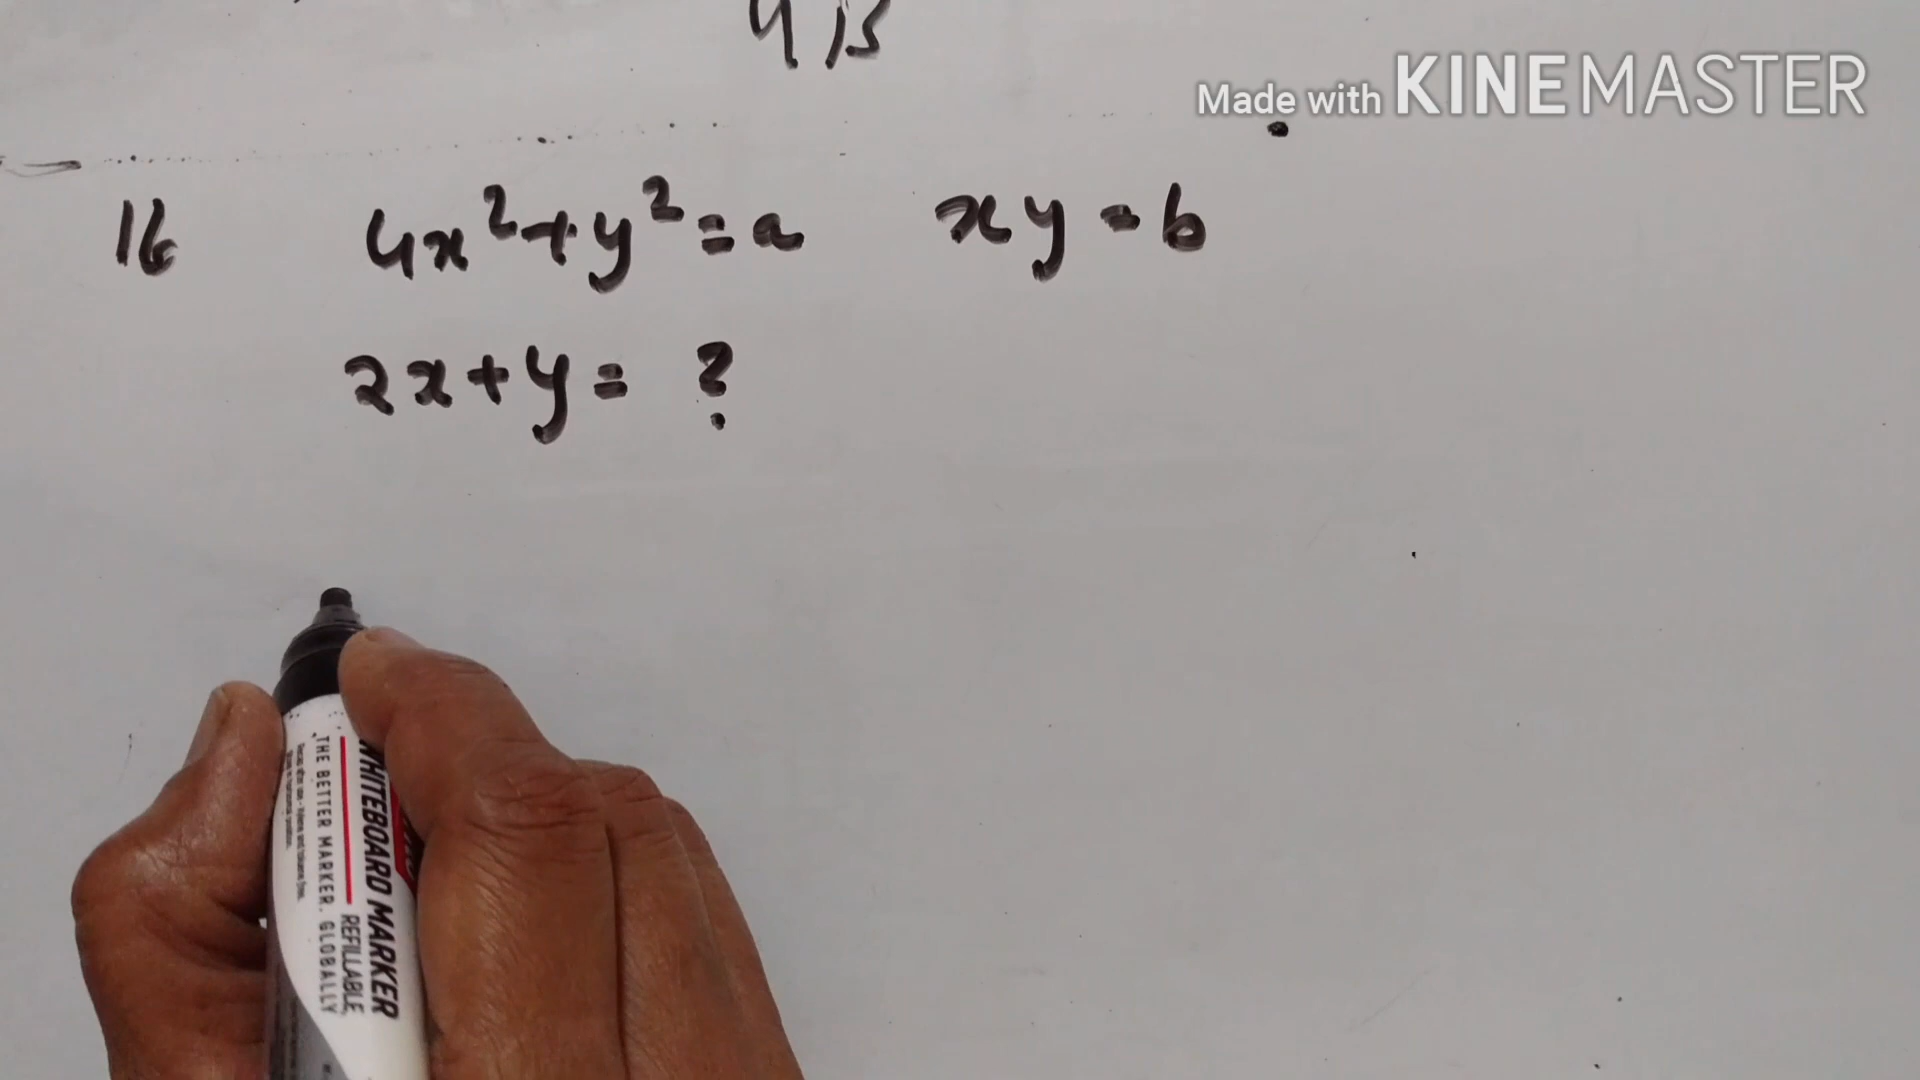 Made with KINEMASTER
16 4x²+y²=a xy=b
2x+y= ?
WHITEBOARD MARKER
REFILLABLE,
THE BETTER MARKER. GLOBALLY